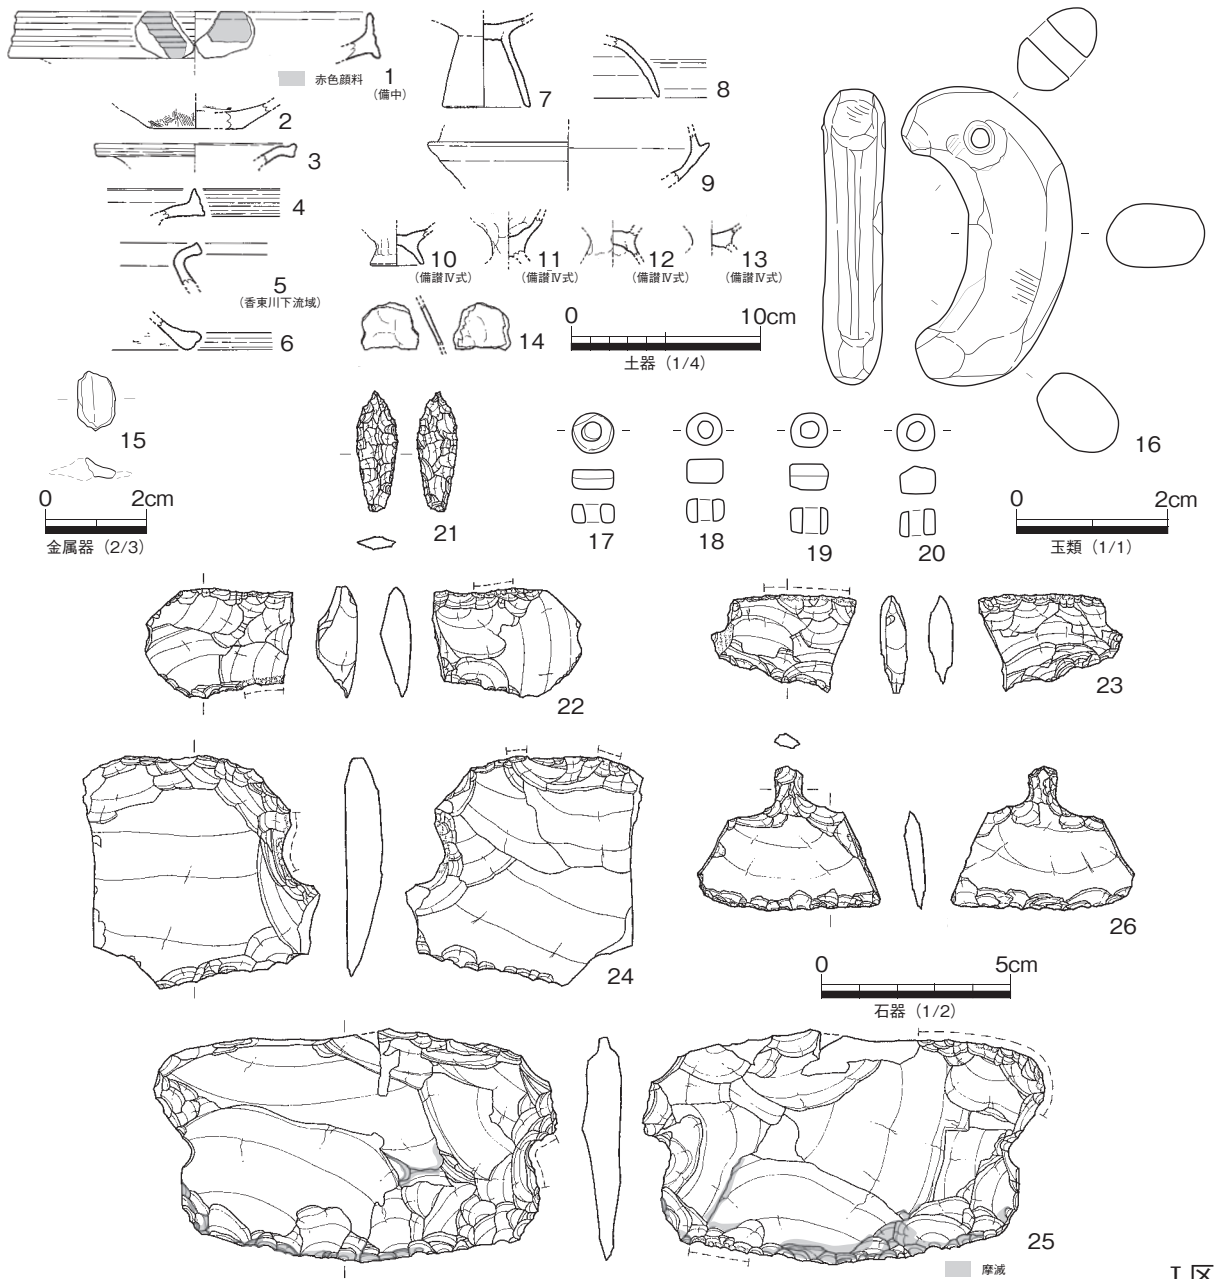 赤色顔料
1
(備中)
2
3
4
5
(香東川下流域)
6
7
8
9
10
(備讃Ⅳ式)
11
(備讃Ⅳ式)
12
(備讃Ⅳ式)
13
(備讃Ⅳ式)
14
0 10cm
土器（1/4）
15
0 2cm
金属器（2/3）
16
17
18
19
20
0 2cm
玉類（1/1）
21
22
23
24
26
0 5cm
石器（1/2）
25
摩滅
Ⅰ区